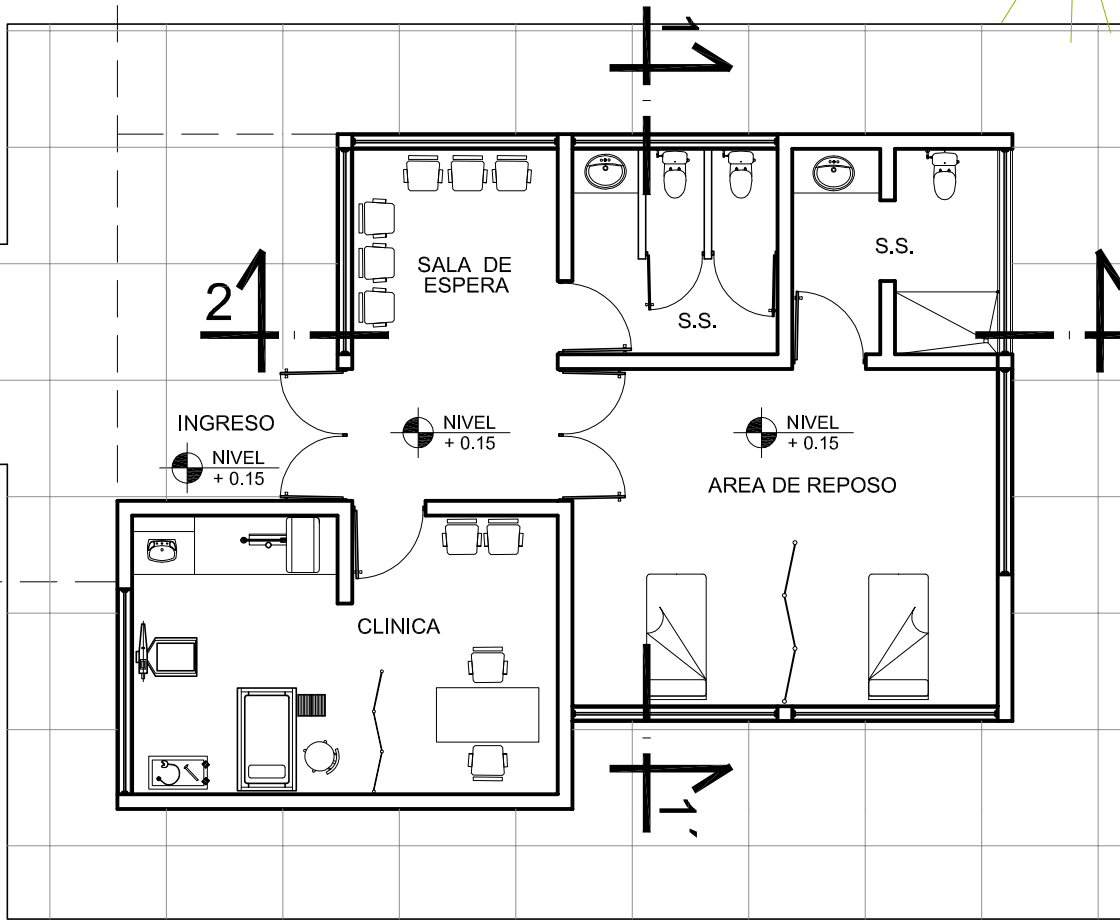 1
SALA DE
ESPERA
S.S.
S.S.
2
INGRESO
NIVEL
+ 0.15
NIVEL
+ 0.15
NIVEL
+ 0.15
AREA DE REPOSO
CLINICA
1'